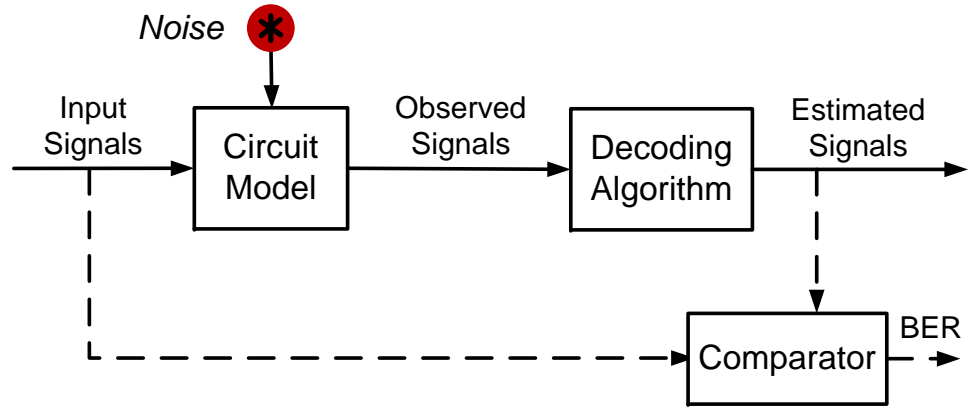 Noise
Input
Signals
Circuit
Model
Observed
Signals
Decoding
Algorithm
Estimated
Signals
Comparator
BER